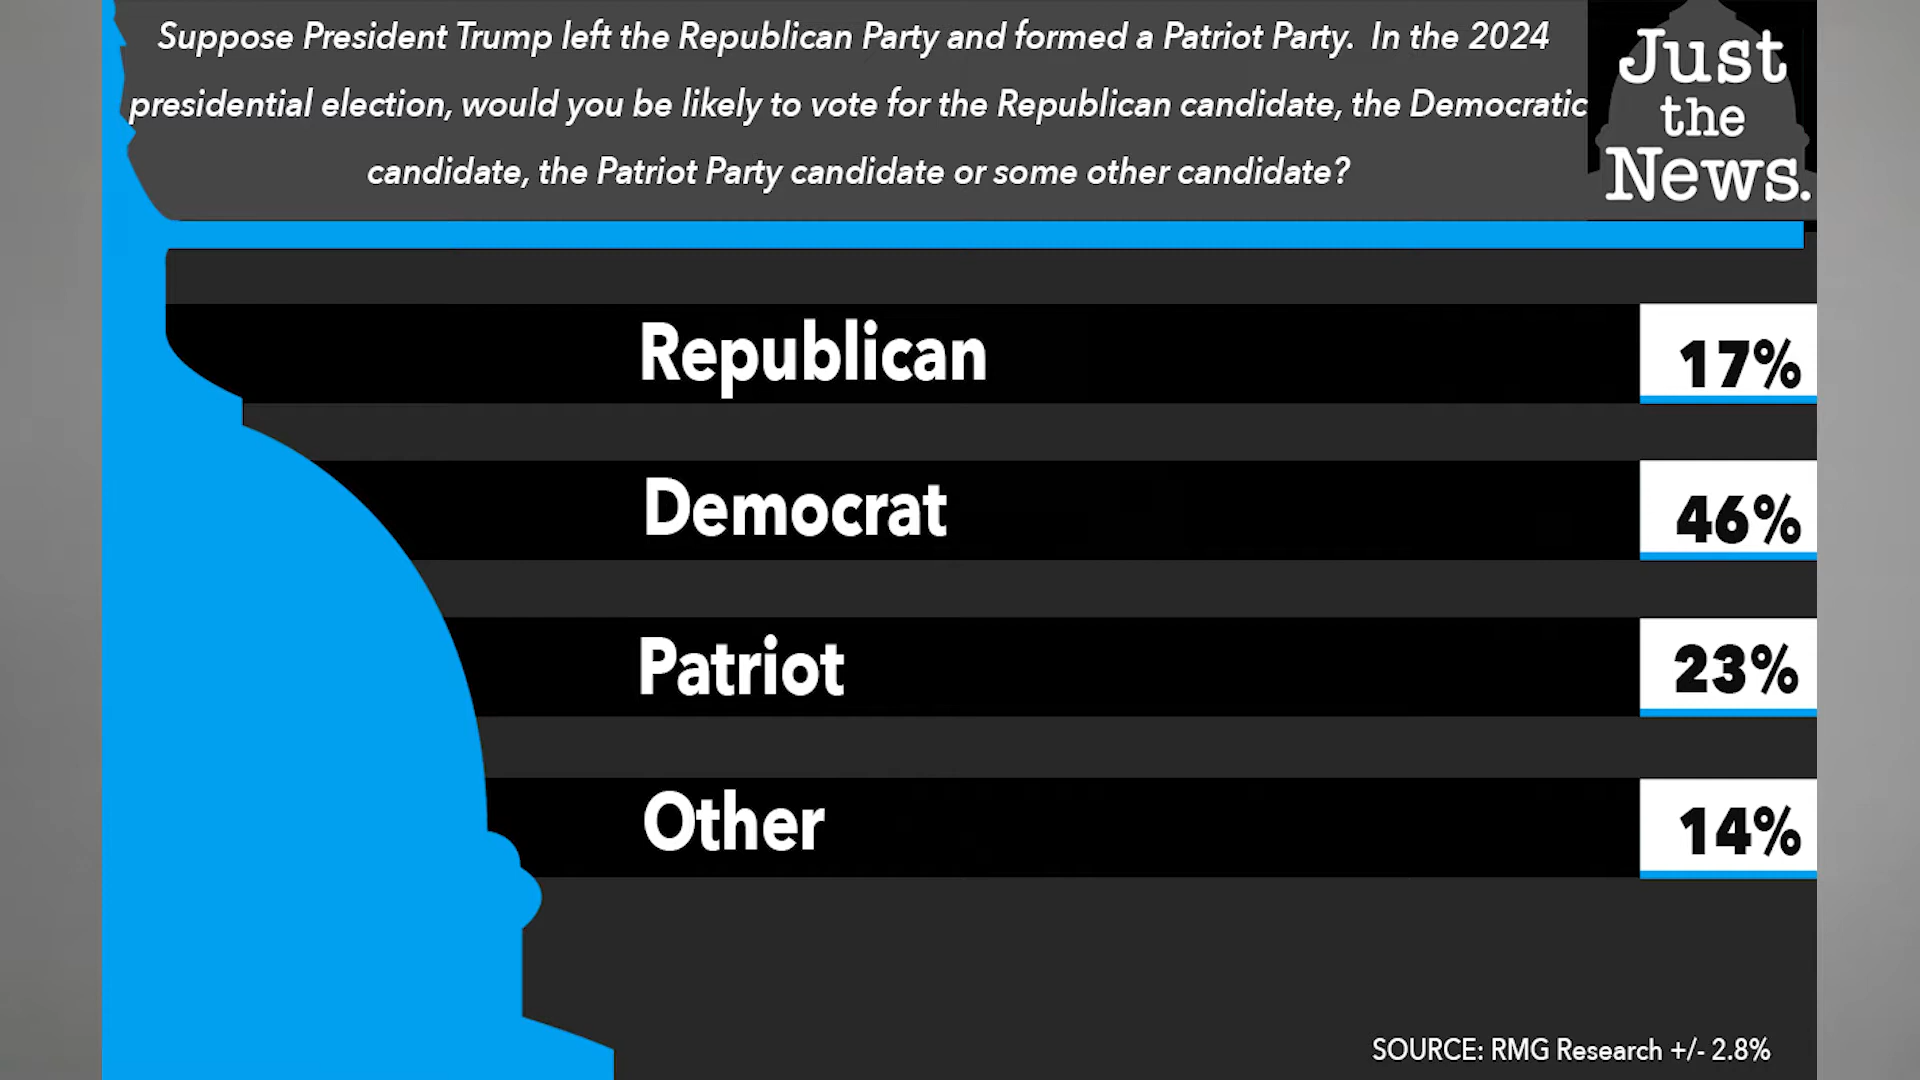 Suppose President Trump left the Republican Party and formed a Patriot Party. In the 2024
presidential election, would you be likely to vote for the Republican candidate, the Democratic
candidate, the Patriot Party candidate or some other candidate?
Just
the
News.
Republican 17%
Democrat 46%
Patriot 23%
Other 14%
SOURCE: RMG Research +/- 2.8%